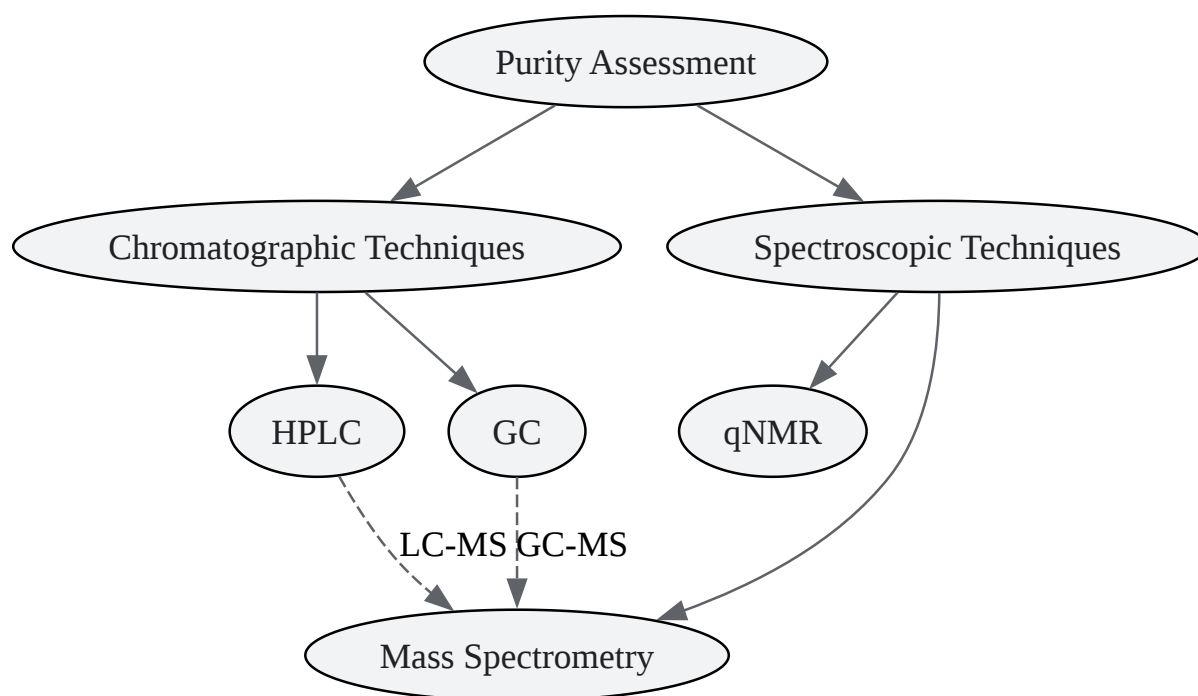 Purity Assessment
Chromatographic Techniques
Spectroscopic Techniques
HPLC
GC
qNMR
LC-MS
GC-MS
Mass Spectrometry